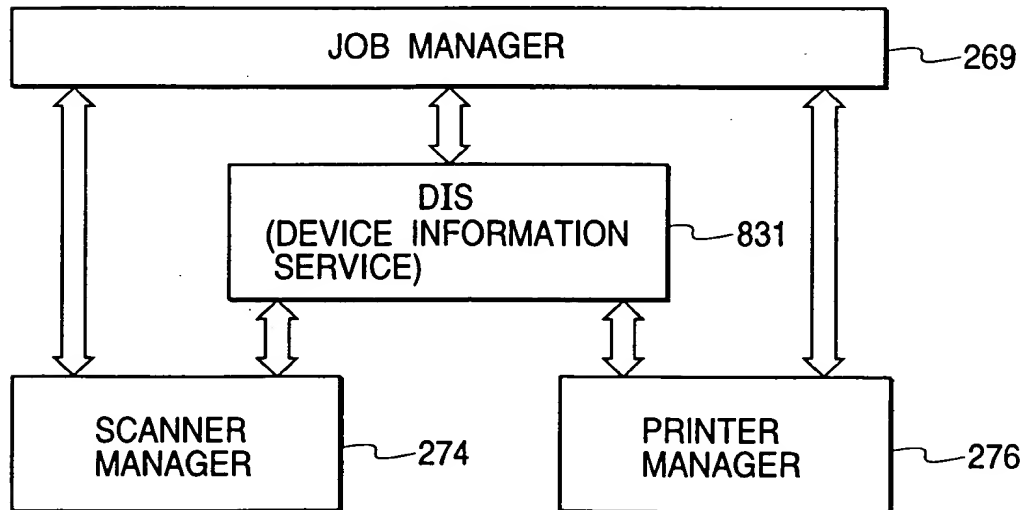 JOB MANAGER
269
DIS
(DEVICE INFORMATION
SERVICE)
831
SCANNER
MANAGER
274
PRINTER
MANAGER
276